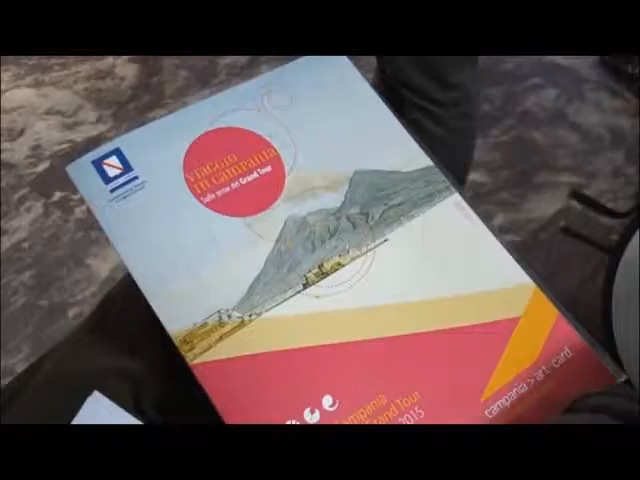 Viaggio
in Campania
Sulle orme del Grand Tour
Campania
Grand Tour
2015
campania > art card